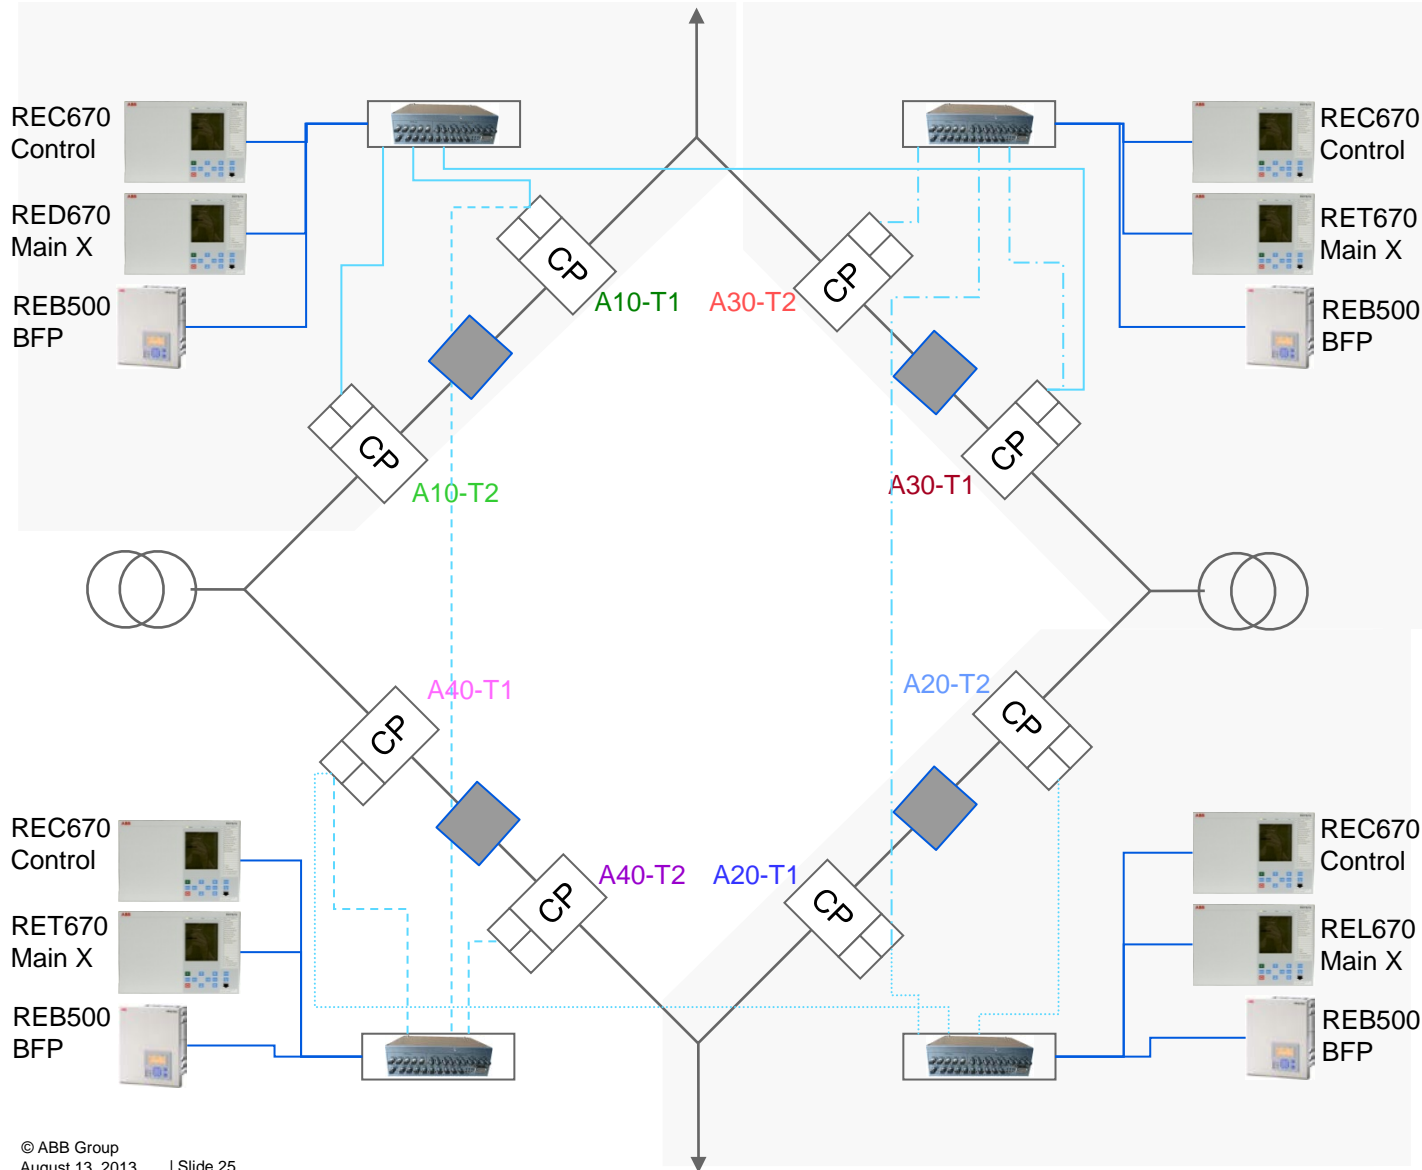 REC670
Control
RED670
Main X
REB500
BFP
REC670
Control
RET670
Main X
REB500
BFP
CP
A10-T1
CP
A10-T2
A30-T2
CP
A30-T1
CP
A40-T1
CP
A40-T2
CP
A20-T2
CP
A20-T1
CP
REC670
Control
RET670
Main X
REB500
BFP
REC670
Control
REL670
Main X
REB500
BFP
© ABB Group
August 13, 2013 | Slide 25